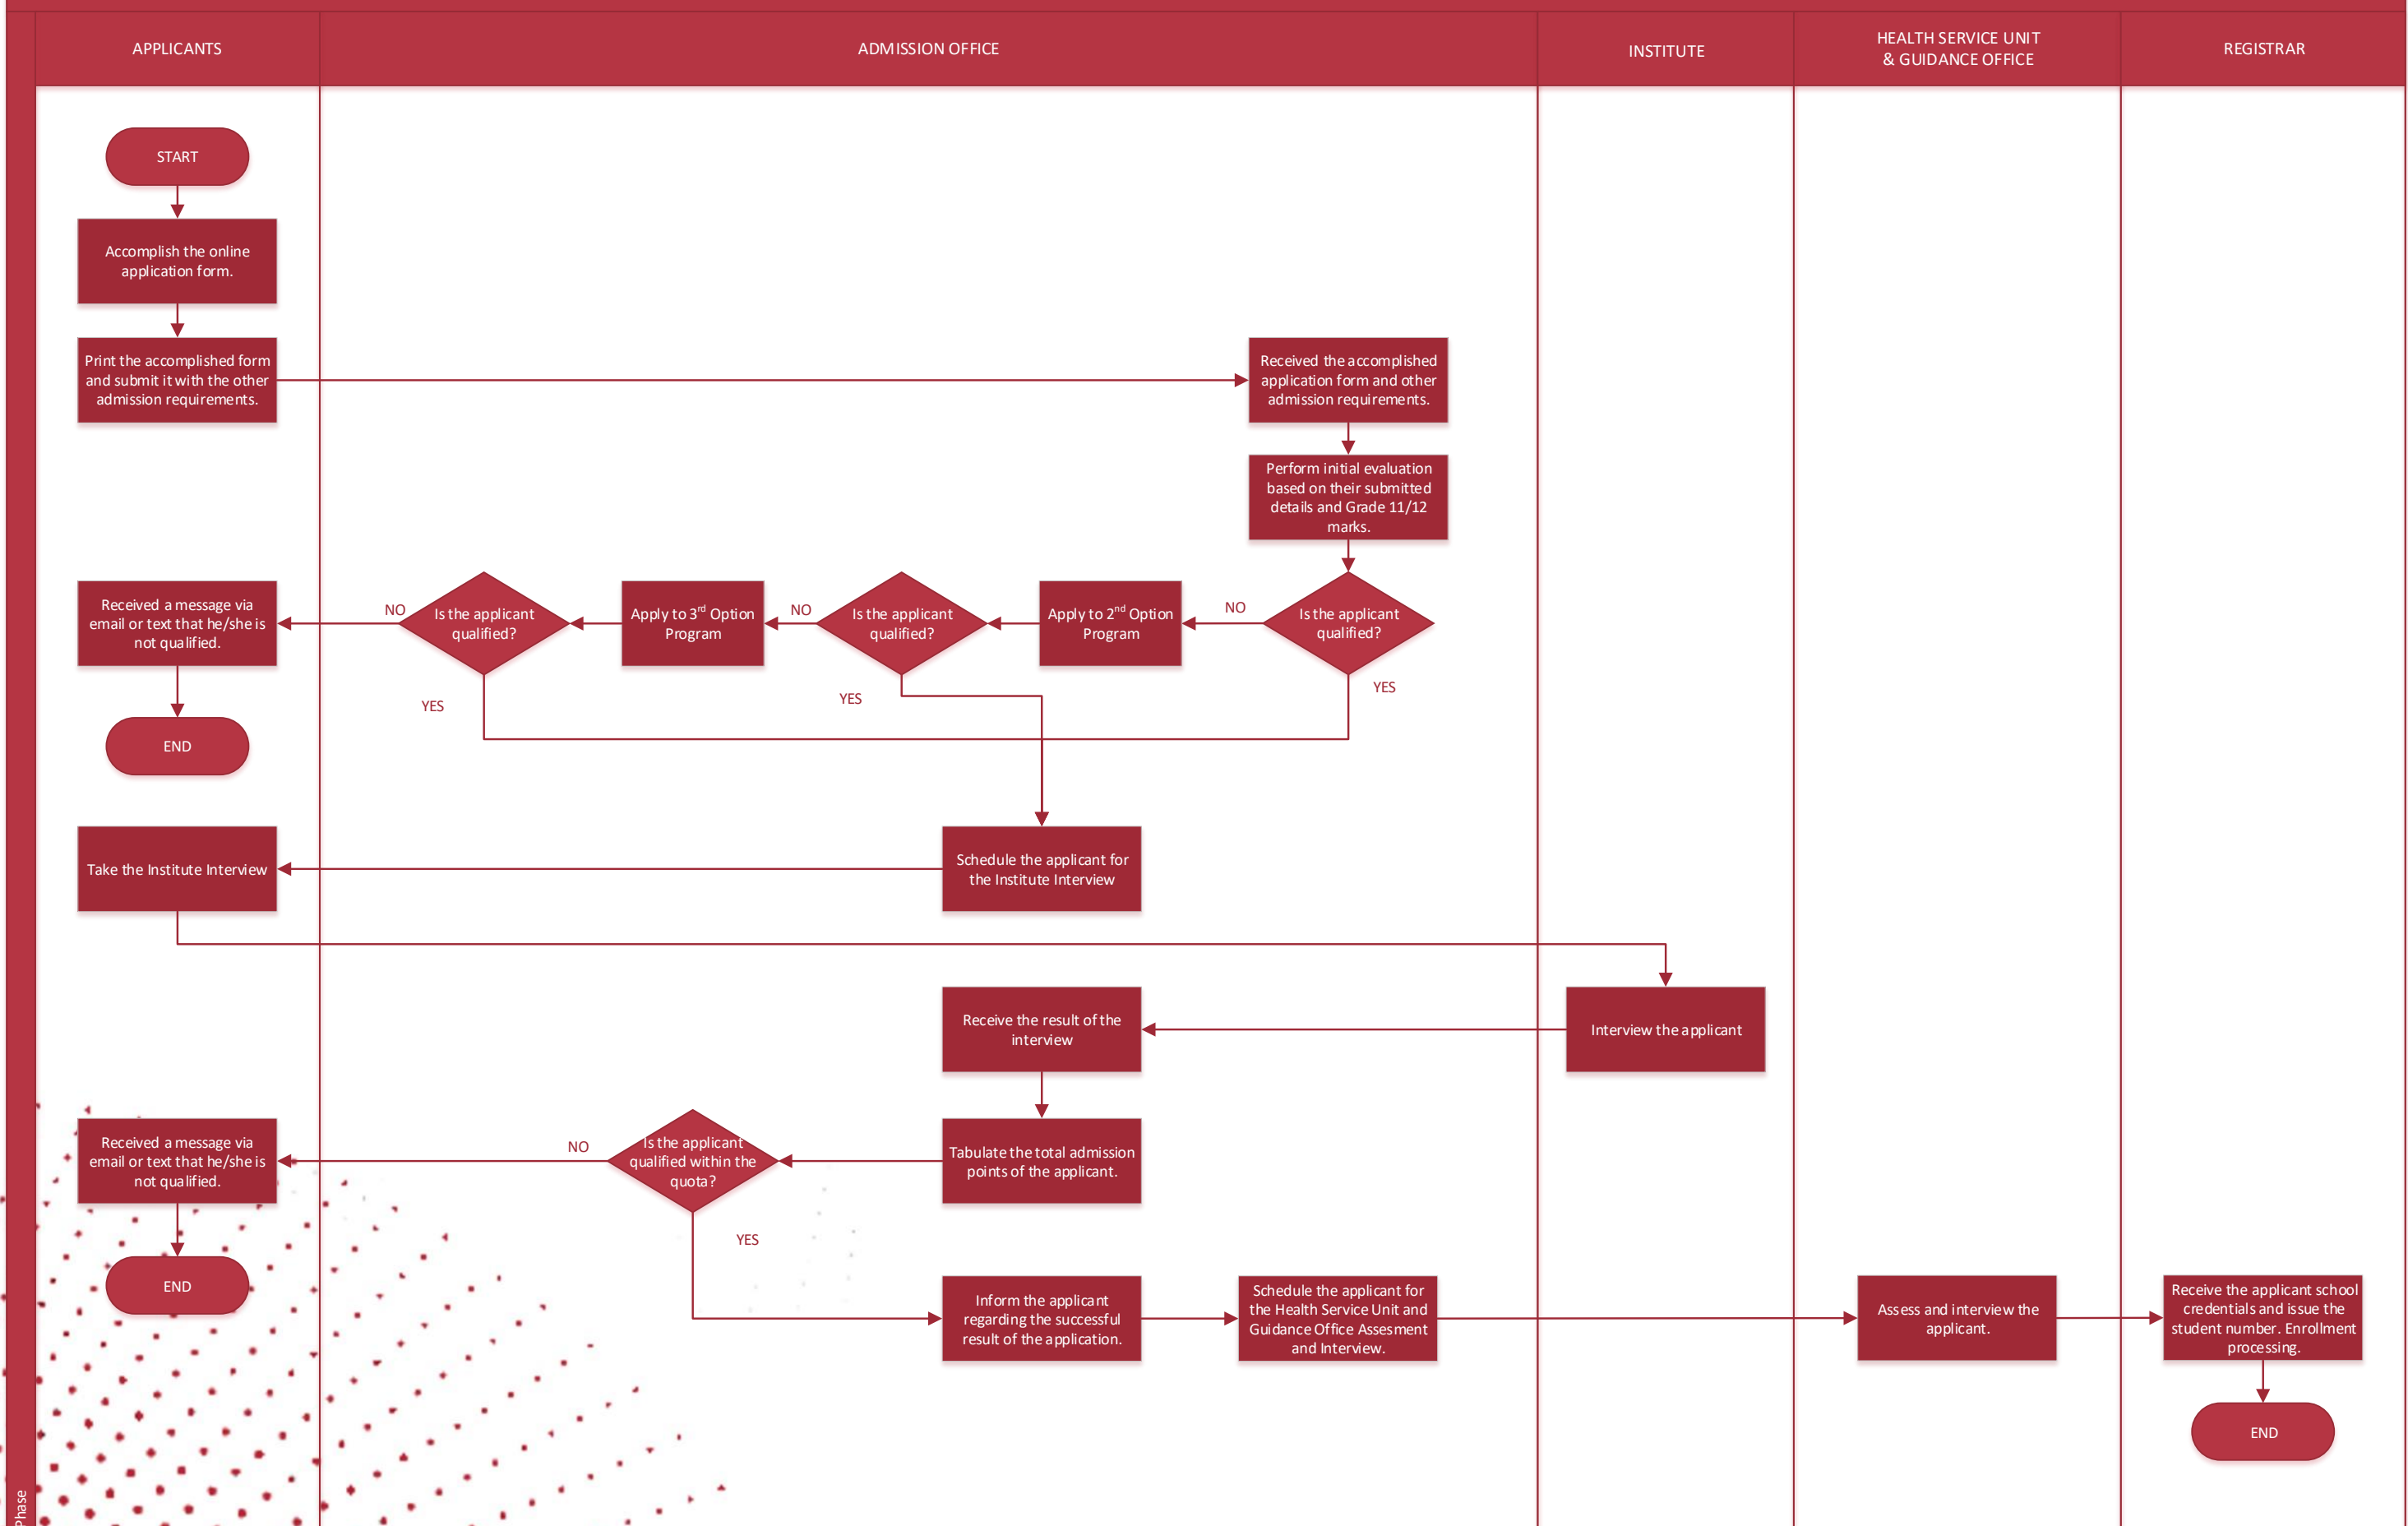 APPLICANTS
ADMISSION OFFICE
INSTITUTE
HEALTH SERVICE UNIT
& GUIDANCE OFFICE
REGISTRAR
START
Accomplish the online
application form.
Print the accomplished form
and submit it with the other
admission requirements.
Received the accomplished
application form and other
admission requirements.
Perform initial evaluation
based on their submitted
details and Grade 11/12
marks.
Is the applicant
qualified?
YES
NO
Apply to 2nd Option
Program
Is the applicant
qualified?
YES
NO
Apply to 3rd Option
Program
Is the applicant
qualified?
YES
NO
Received a message via
email or text that he/she is
not qualified.
END
Schedule the applicant for
the Institute Interview
Take the Institute Interview
Interview the applicant
Receive the result of the
interview
Tabulate the total admission
points of the applicant.
Is the applicant
qualified within the
quota?
NO
Received a message via
email or text that he/she is
not qualified.
END
YES
Inform the applicant
regarding the successful
result of the application.
Schedule the applicant for
the Health Service Unit and
Guidance Office Assesment
and Interview.
Assess and interview the
applicant.
Receive the applicant school
credentials and issue the
student number. Enrollment
processing.
END
Phase